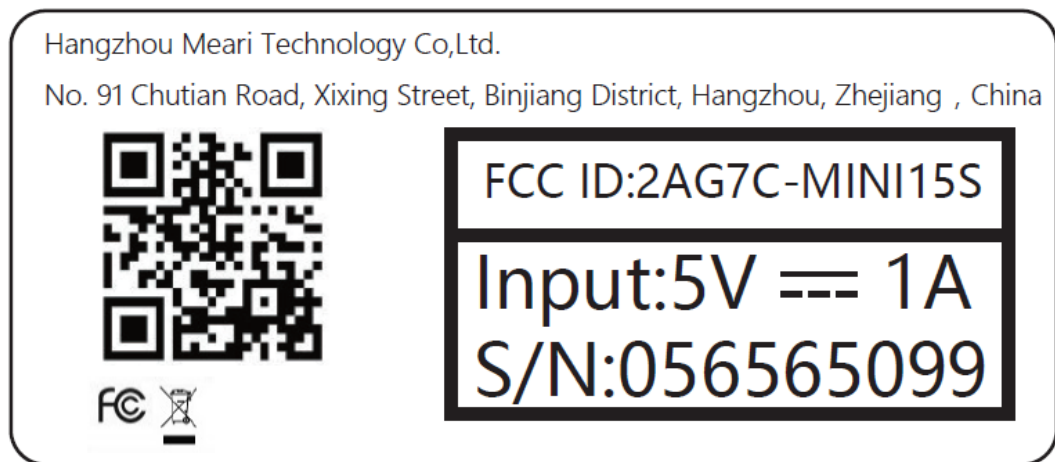 Hangzhou Meari Technology Co,Ltd.
No. 91 Chutian Road, Xixing Street, Binjiang District, Hangzhou, Zhejiang , China
FCC ID:2AG7C-MINI15S
Input:5V ⎓ 1A
S/N:056565099
FC